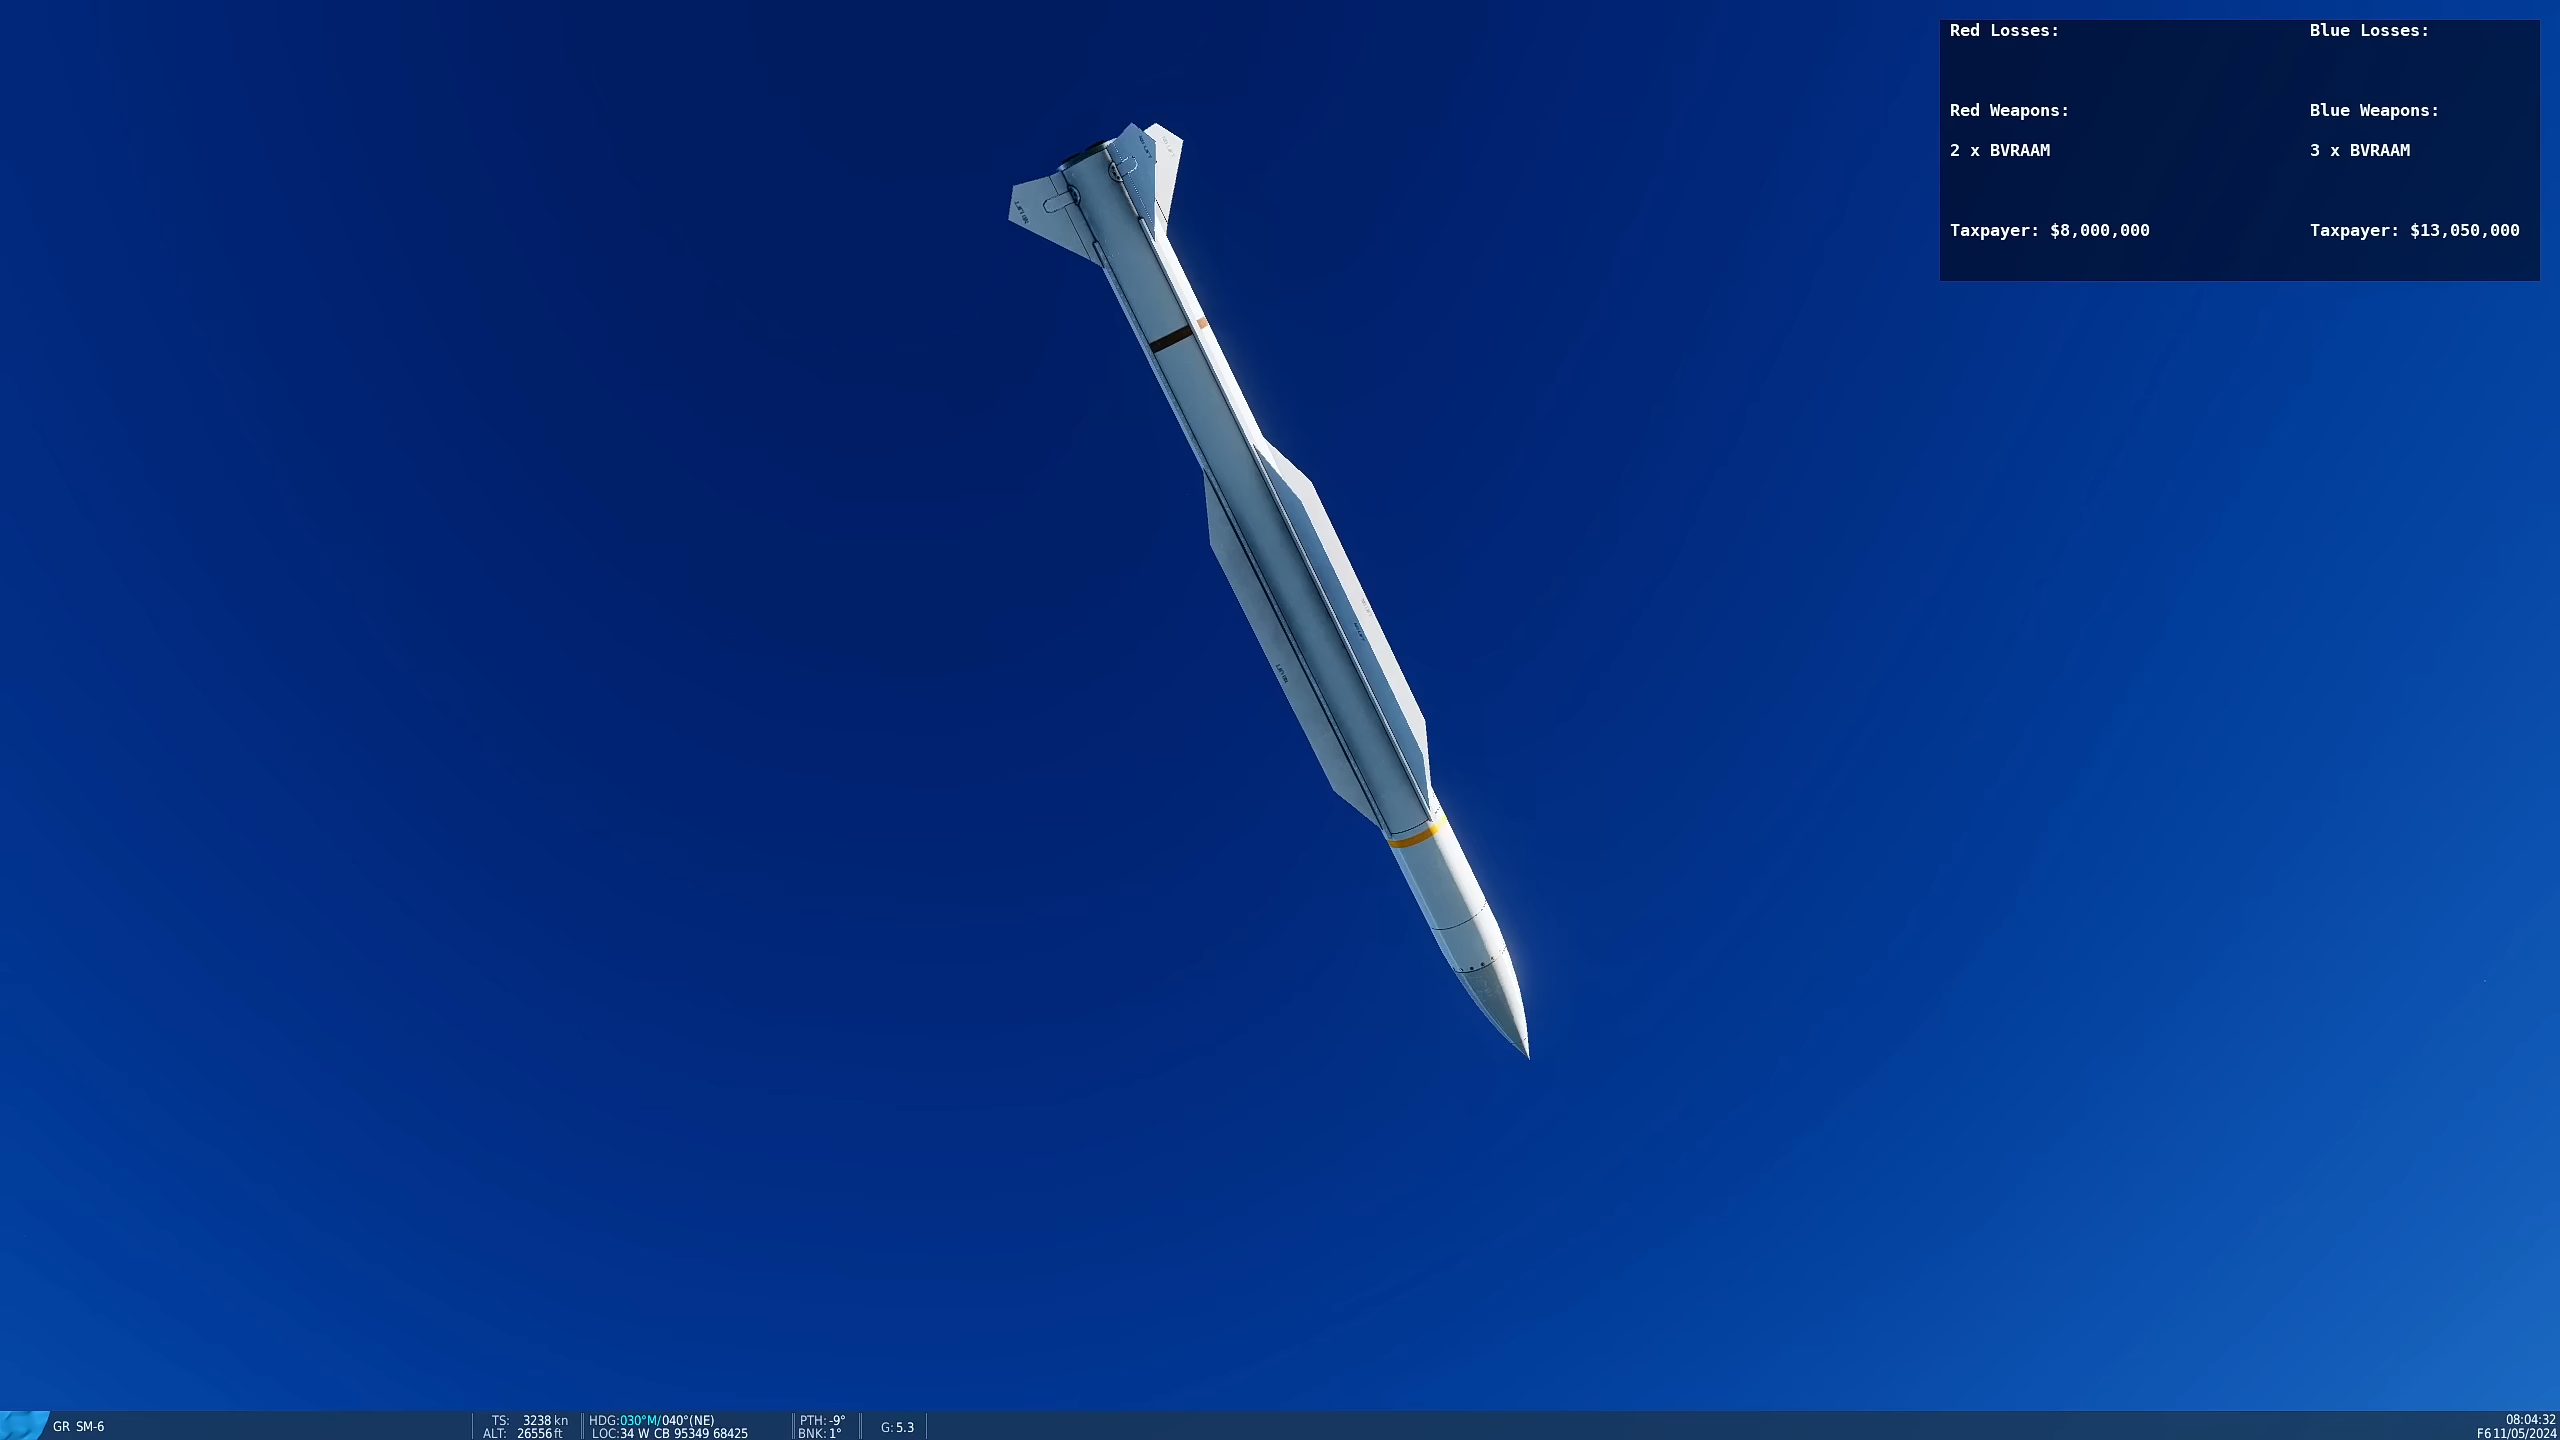 Red Losses: Blue Losses:
Red Weapons: Blue Weapons:
2 x BVRAAM 3 x BVRAAM
Taxpayer: $8,000,000 Taxpayer: $13,050,000
GR SM-6
TS: 3238 kn HDG:030°M/040°(NE) PTH: -9° G: 5.3 08:04:32
ALT: 26556 ft LOC:34 W CB 95349 68425 BNK: 1° F6 11/05/2024